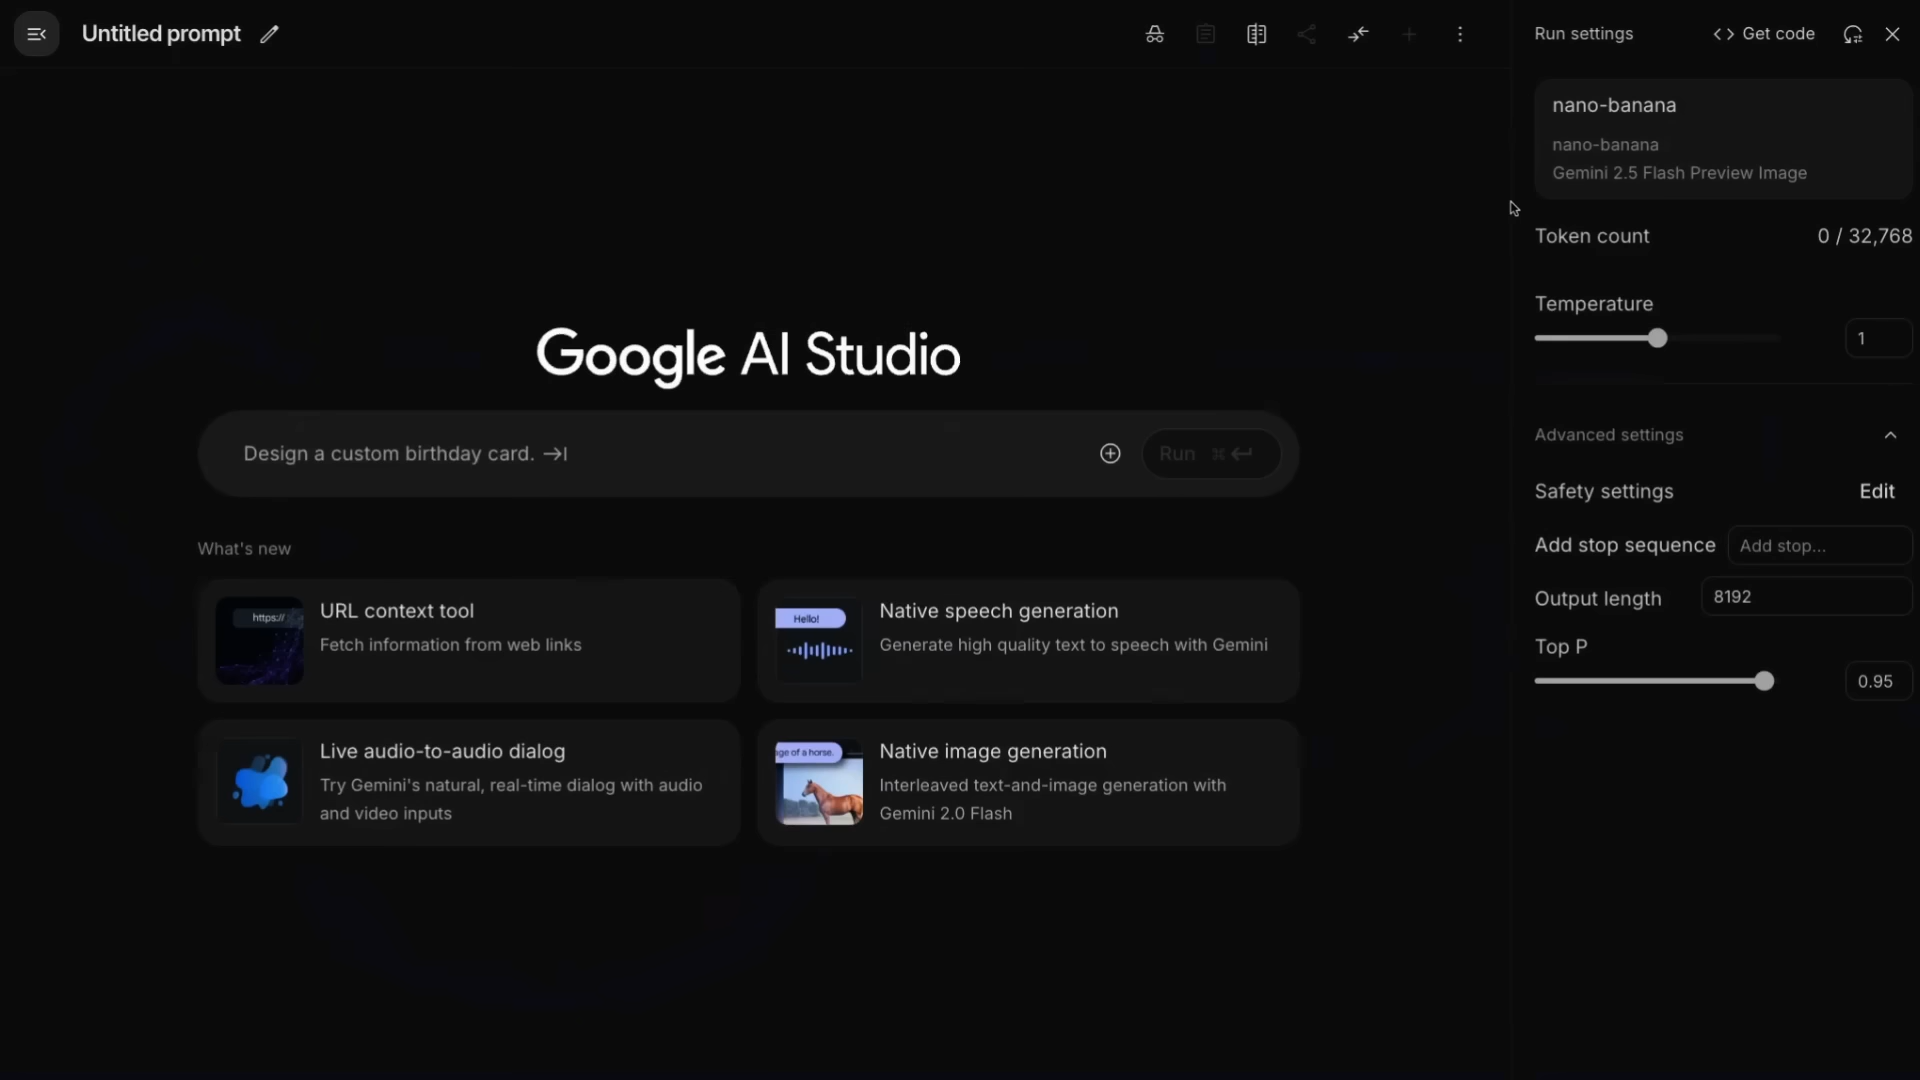 Untitled prompt
Google AI Studio
Design a custom birthday card.
Run
What's new
https://
URL context tool
Fetch information from web links
Hello!
Native speech generation
Generate high quality text to speech with Gemini
Live audio-to-audio dialog
Try Gemini's natural, real-time dialog with audio
and video inputs
age of a horse.
Native image generation
Interleaved text-and-image generation with
Gemini 2.0 Flash
Run settings
Get code
nano-banana
nano-banana
Gemini 2.5 Flash Preview Image
Token count 0 / 32,768
Temperature
1
Advanced settings
Safety settings Edit
Add stop sequence Add stop...
Output length 8192
Top P
0.95